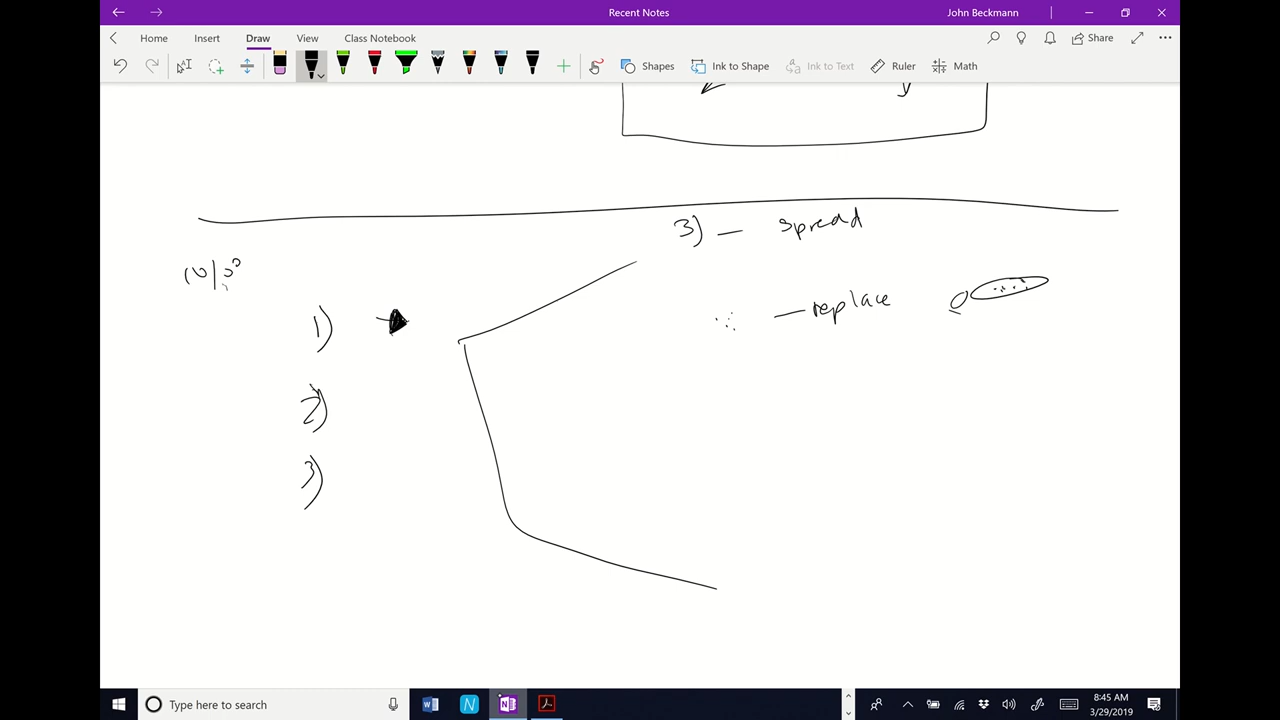 Recent Notes
John Beckmann
Home Insert Draw View Class Notebook
Share
Shapes Ink to Shape Ink to Text Ruler Math
y
3) — spread
1)
— replace
2)
3)
Type here to search
8:45 AM
3/29/2019